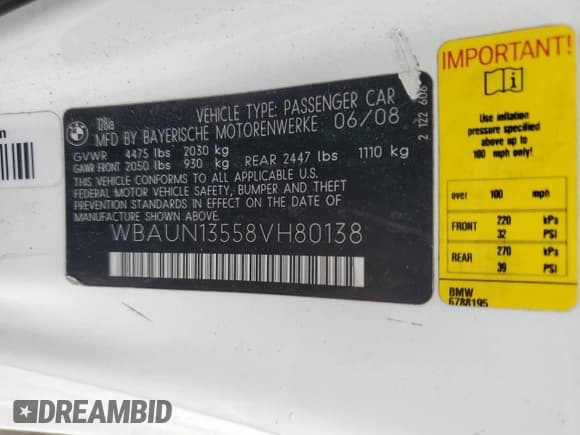 128ia
VEHICLE TYPE: PASSENGER CAR
MFD BY BAYERISCHE MOTORENWERKE 06/08
GVWR 4475 lbs 2030 kg
GAWR FRONT 2050 lbs 930 kg REAR 2447 lbs 1110 kg
THIS VEHICLE CONFORMS TO ALL APPLICABLE U.S.
FEDERAL MOTOR VEHICLE SAFETY, BUMPER AND THEFT
PREVENTION STANDARDS IN EFFECT ON THE DATE OF
MANUFACTURE SHOWN ABOVE.
WBAUN13558VH80138
2 122 606
IMPORTANT!
Use inflation
pressure specified
above up to
100 mph only!
over 100 mph
FRONT 220 kPa
32 PSI
REAR 270 kPa
39 PSI
BMW
6788195
DREAMBID